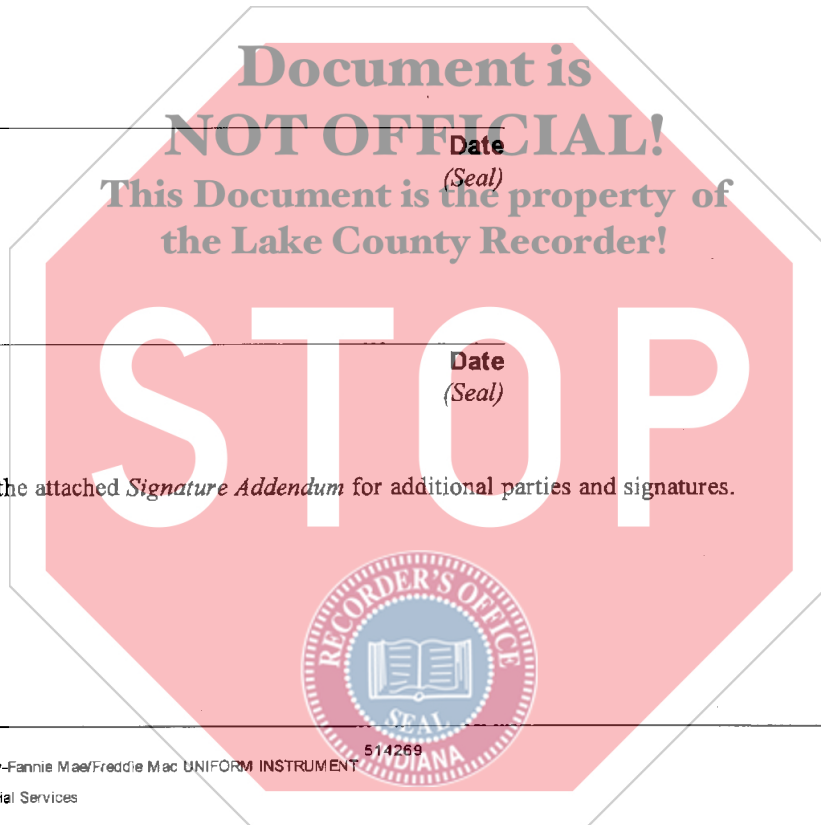 Document is
NOT OFFICIAL!
Date
(Seal)
This Document is the property of
the Lake County Recorder!
STOP
Date
(Seal)
the attached Signature Addendum for additional parties and signatures.
RECORDER'S OFFICE
SEAL
INDIANA
514269
-Fannie Mae/Freddie Mac UNIFORM INSTRUMENT
ial Services